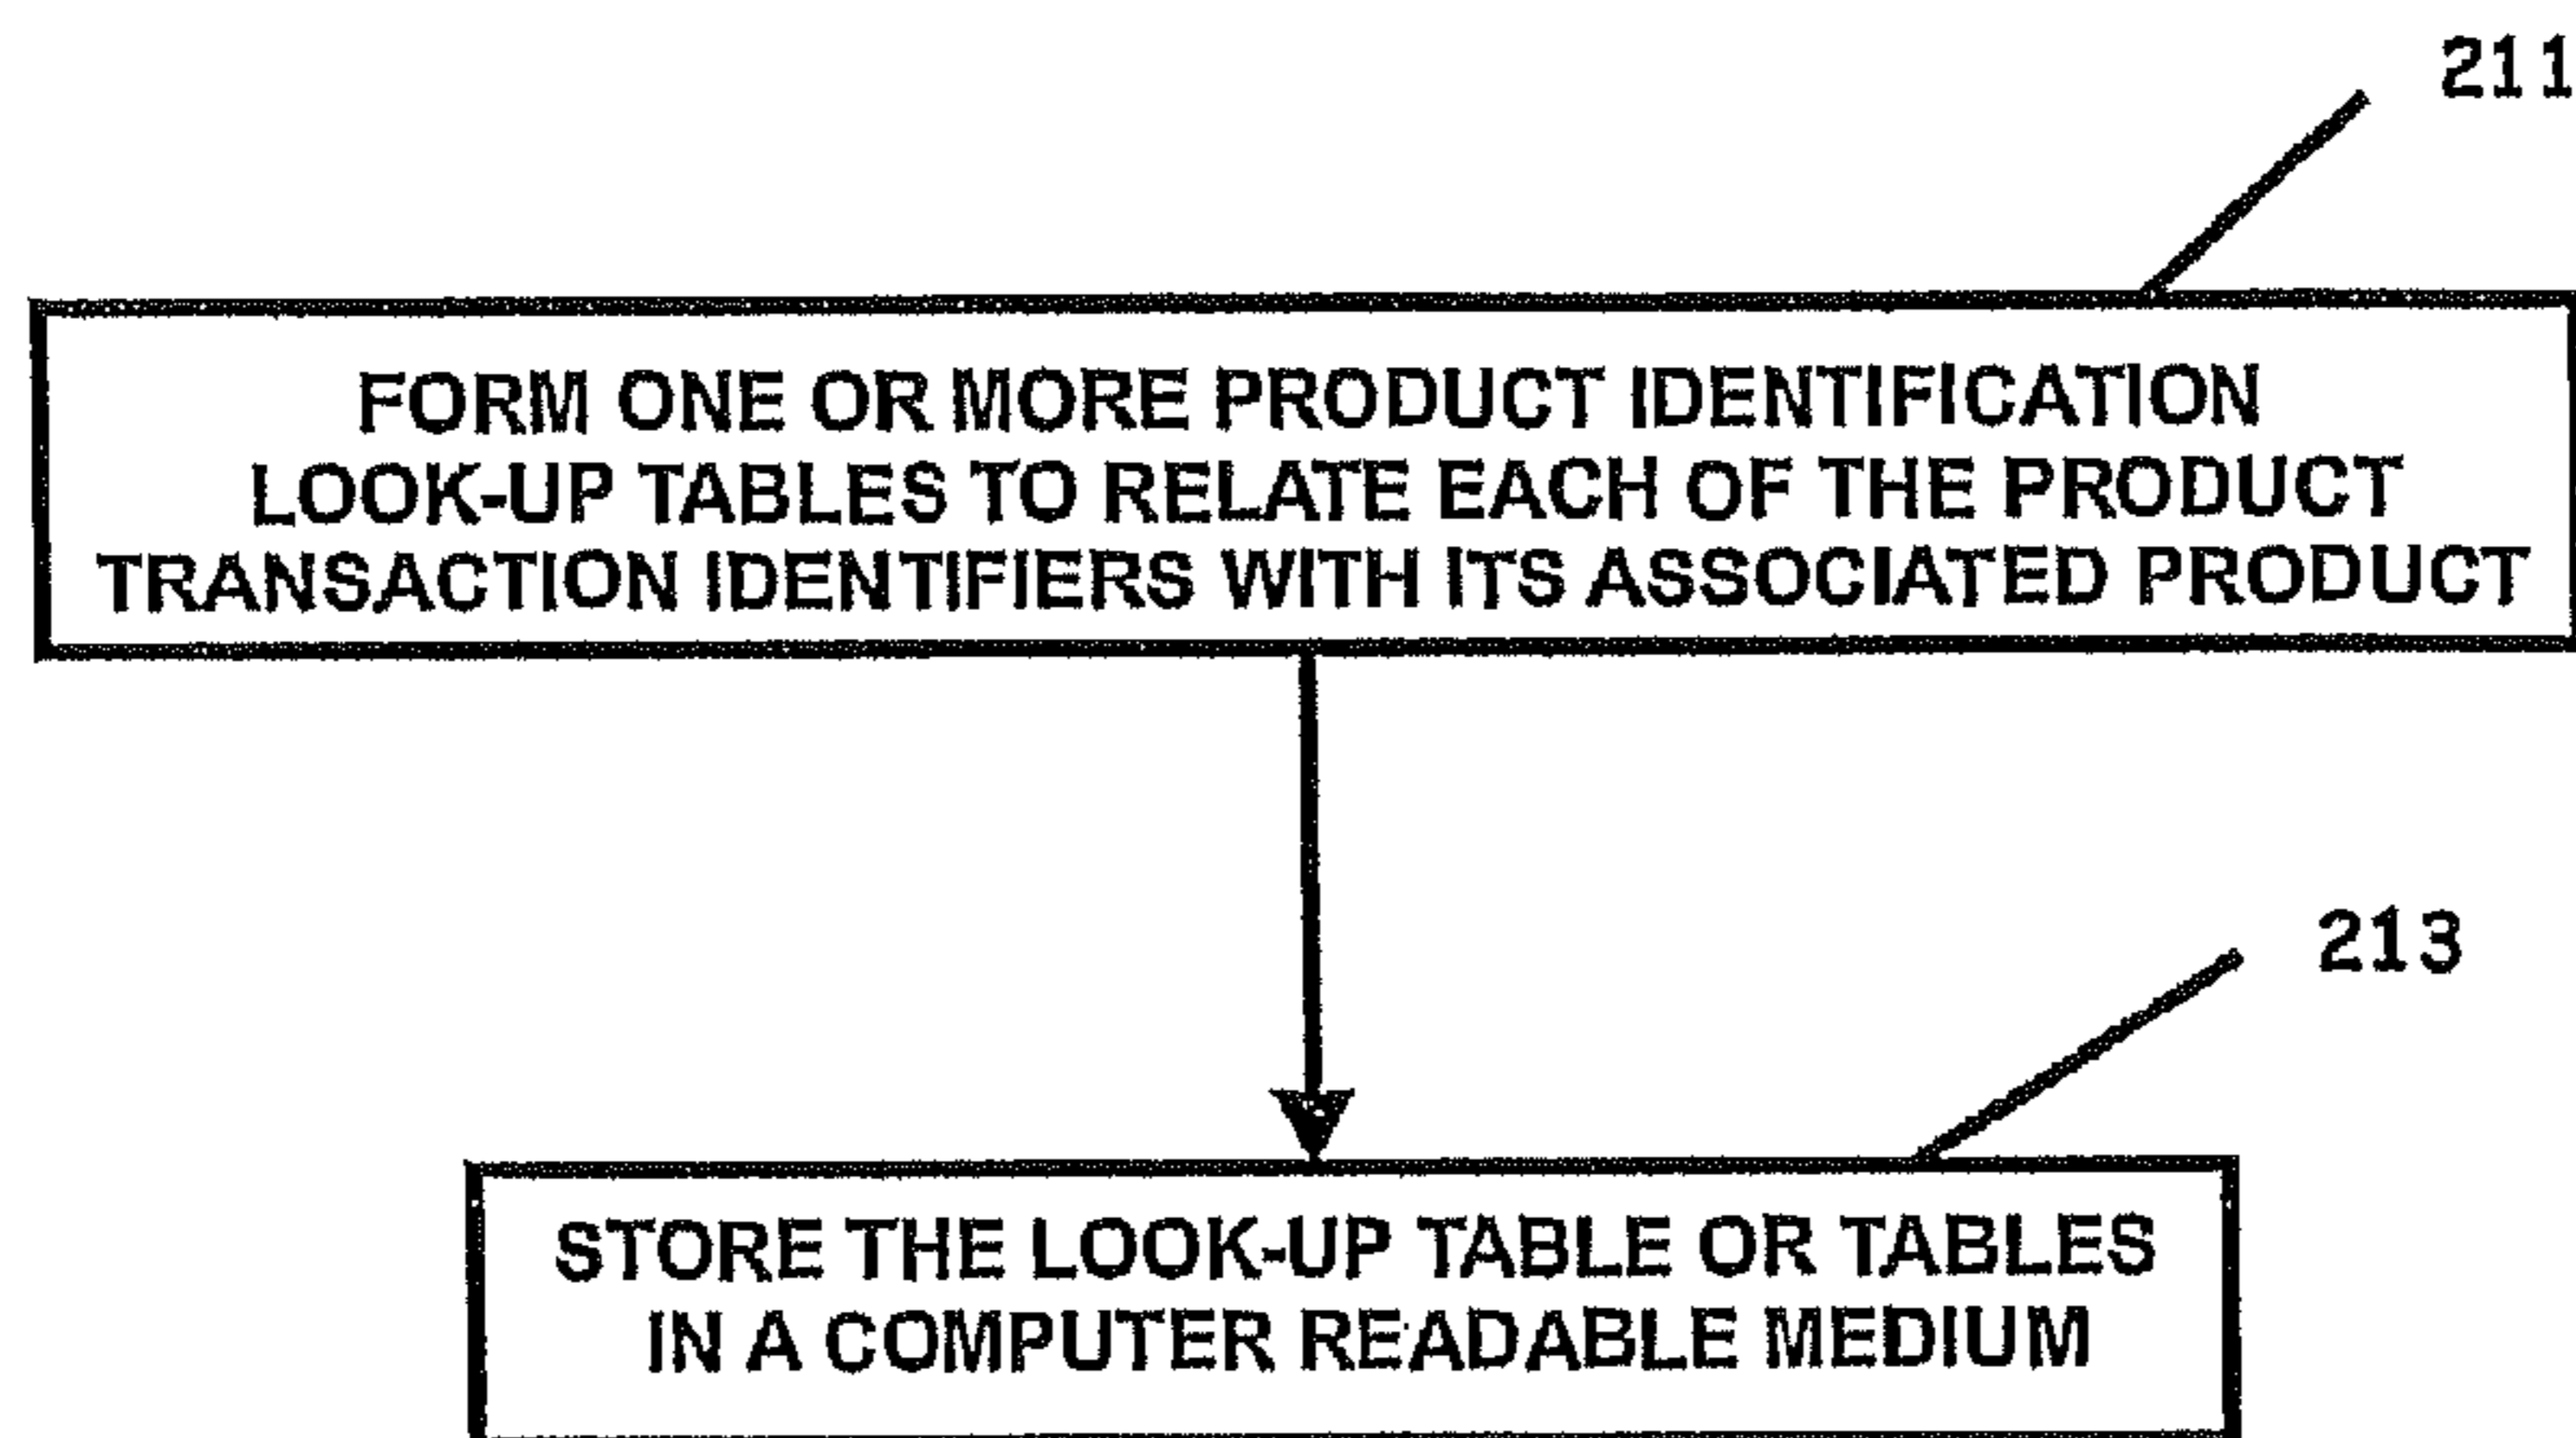 211
FORM ONE OR MORE PRODUCT IDENTIFICATION
LOOK-UP TABLES TO RELATE EACH OF THE PRODUCT
TRANSACTION IDENTIFIERS WITH ITS ASSOCIATED PRODUCT
213
STORE THE LOOK-UP TABLE OR TABLES
IN A COMPUTER READABLE MEDIUM